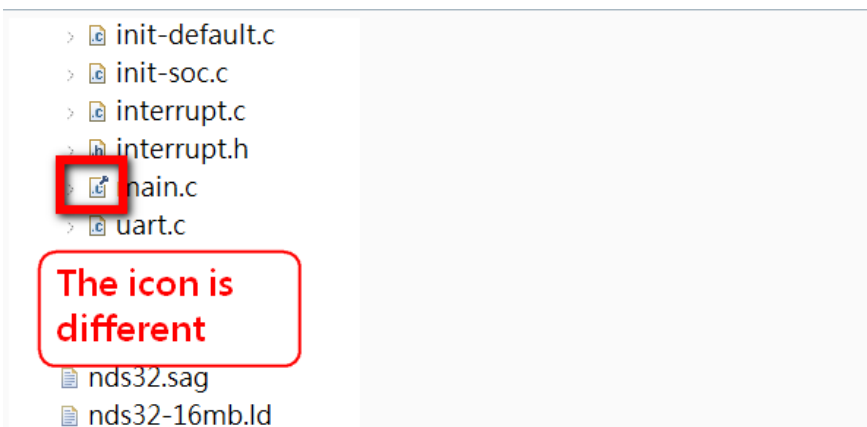 init-default.c
init-soc.c
interrupt.c
interrupt.h
main.c
uart.c
The icon is
different
nds32.sag
nds32-16mb.ld